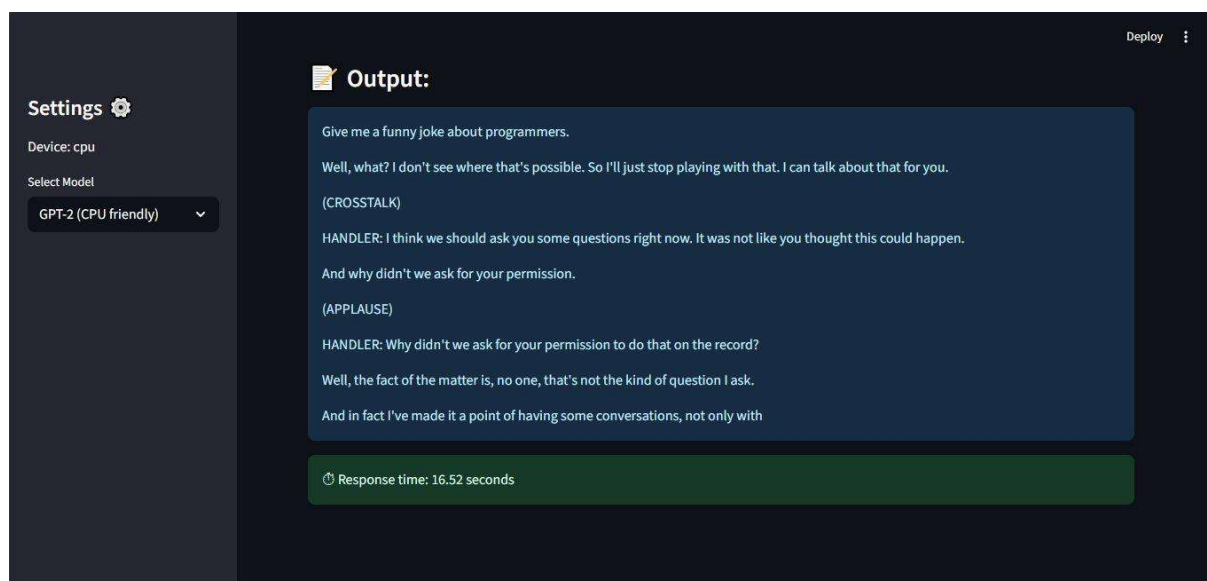 Deploy
Settings
Device: cpu
Select Model
GPT-2 (CPU friendly)
Output:
Give me a funny joke about programmers.
Well, what? I don't see where that's possible. So I'll just stop playing with that. I can talk about that for you.
(CROSSTALK)
HANDLER: I think we should ask you some questions right now. It was not like you thought this could happen.
And why didn't we ask for your permission.
(APPLAUSE)
HANDLER: Why didn't we ask for your permission to do that on the record?
Well, the fact of the matter is, no one, that's not the kind of question I ask.
And in fact I've made it a point of having some conversations, not only with
Response time: 16.52 seconds